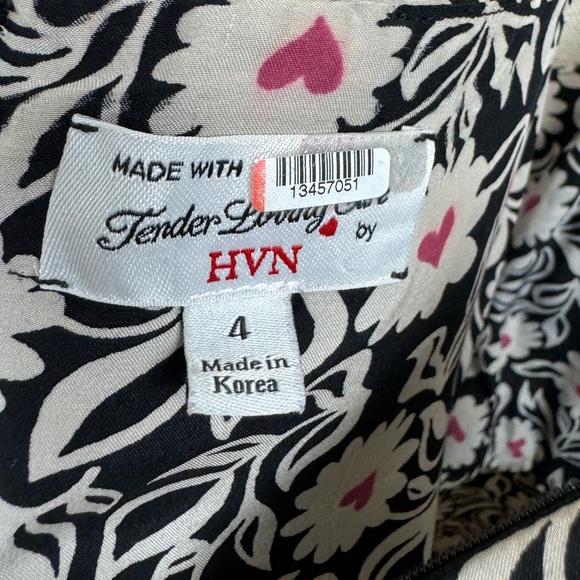 MADE WITH
13457051
Tender Loving Care
by
HVN
4
Made in
Korea